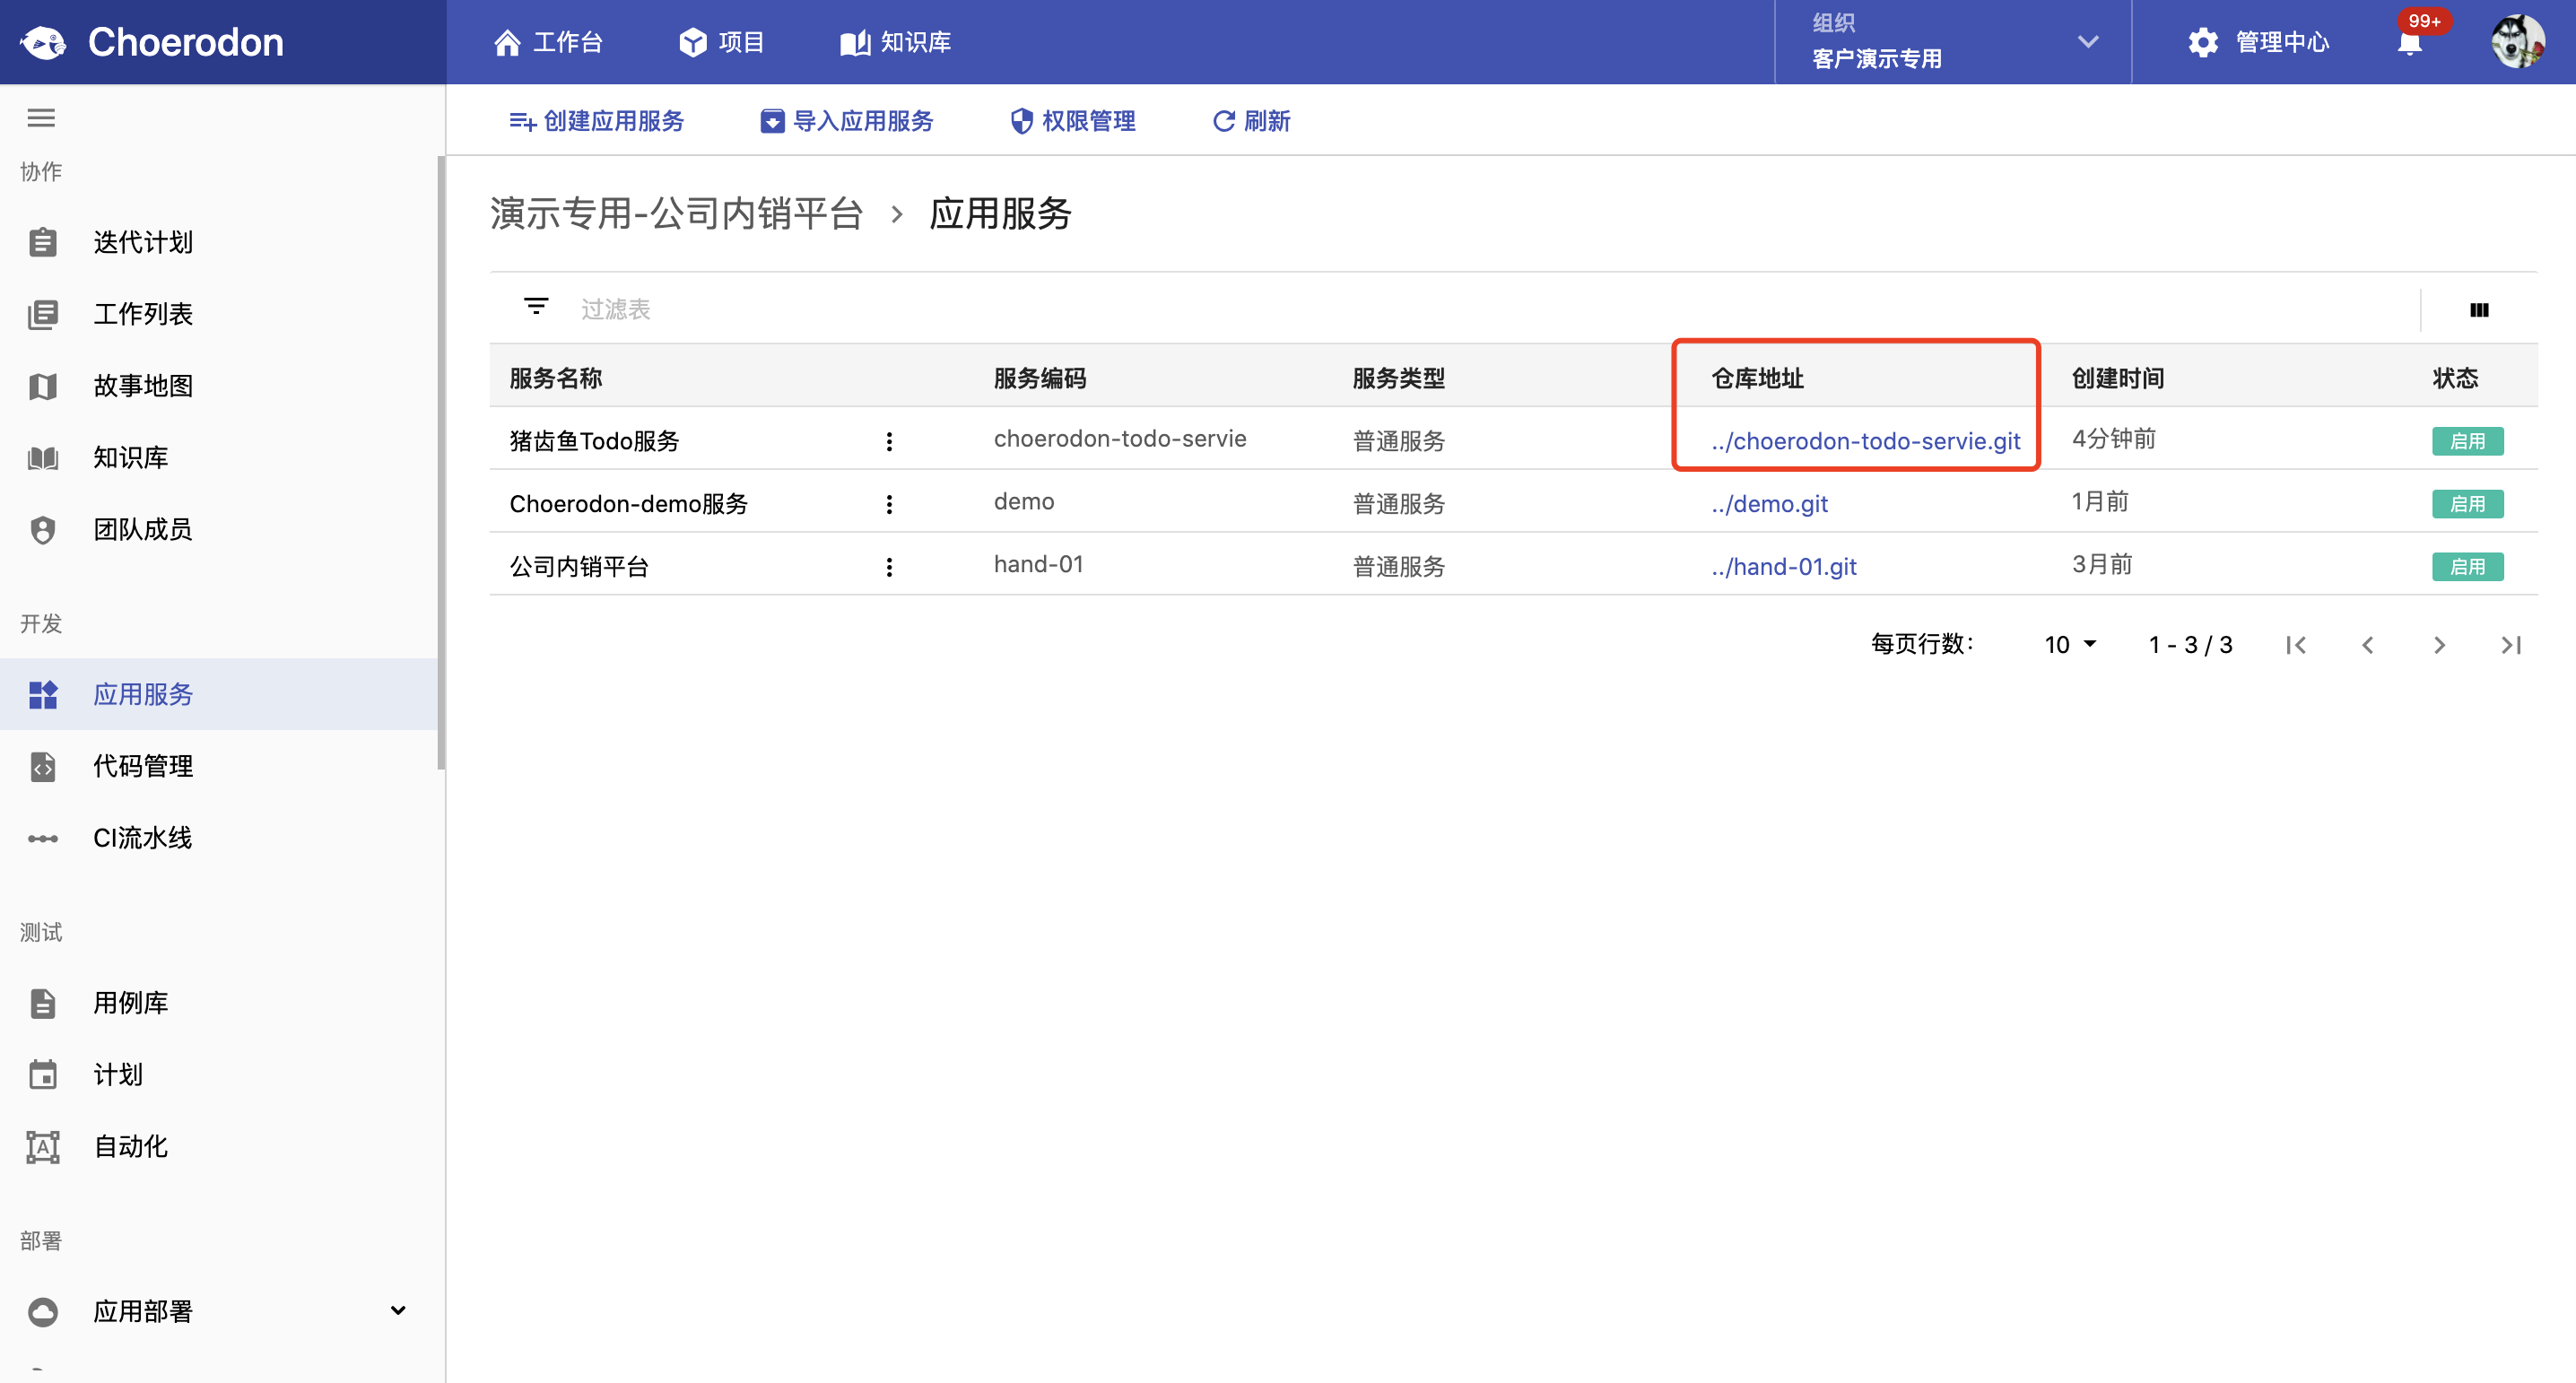 Choerodon
工作台
项目
知识库
组织
客户演示专用
管理中心
99+
创建应用服务
导入应用服务
权限管理
刷新
协作
迭代计划
工作列表
故事地图
知识库
团队成员
开发
应用服务
代码管理
CI流水线
测试
用例库
计划
自动化
部署
应用部署
演示专用-公司内销平台 › 应用服务
过滤表
服务名称 服务编码 服务类型 仓库地址 创建时间 状态
猪齿鱼Todo服务 choerodon-todo-servie 普通服务 ../choerodon-todo-servie.git 4分钟前 启用
Choerodon-demo服务 demo 普通服务 ../demo.git 1月前 启用
公司内销平台 hand-01 普通服务 ../hand-01.git 3月前 启用
每页行数: 10 1 - 3 / 3